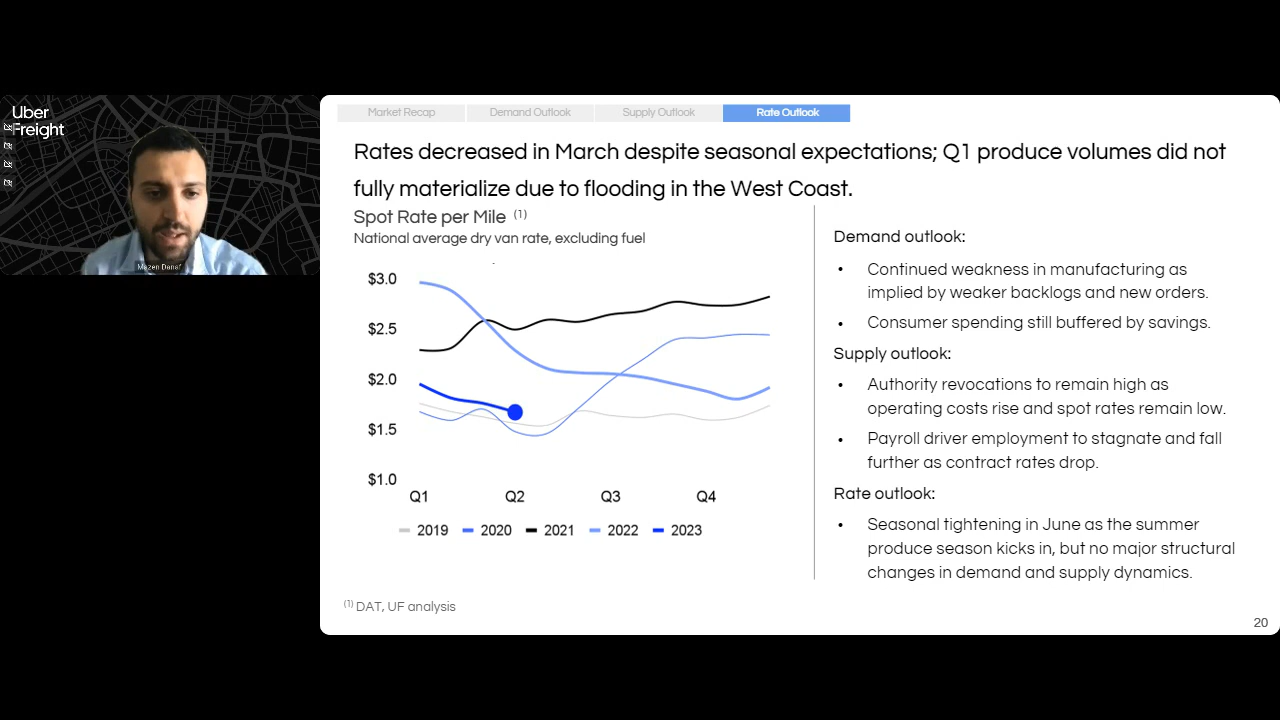 Uber
Freight
Mazen Danaf
Market Recap
Demand Outlook
Supply Outlook
Rate Outlook
Rates decreased in March despite seasonal expectations; Q1 produce volumes did not
fully materialize due to flooding in the West Coast.
Spot Rate per Mile (1)
National average dry van rate, excluding fuel
$3.0
$2.5
$2.0
$1.5
$1.0
Q1 Q2 Q3 Q4
2019 2020 2021 2022 2023
(1) DAT, UF analysis
Demand outlook:
• Continued weakness in manufacturing as
implied by weaker backlogs and new orders.
• Consumer spending still buffered by savings.
Supply outlook:
• Authority revocations to remain high as
operating costs rise and spot rates remain low.
• Payroll driver employment to stagnate and fall
further as contract rates drop.
Rate outlook:
• Seasonal tightening in June as the summer
produce season kicks in, but no major structural
changes in demand and supply dynamics.
20